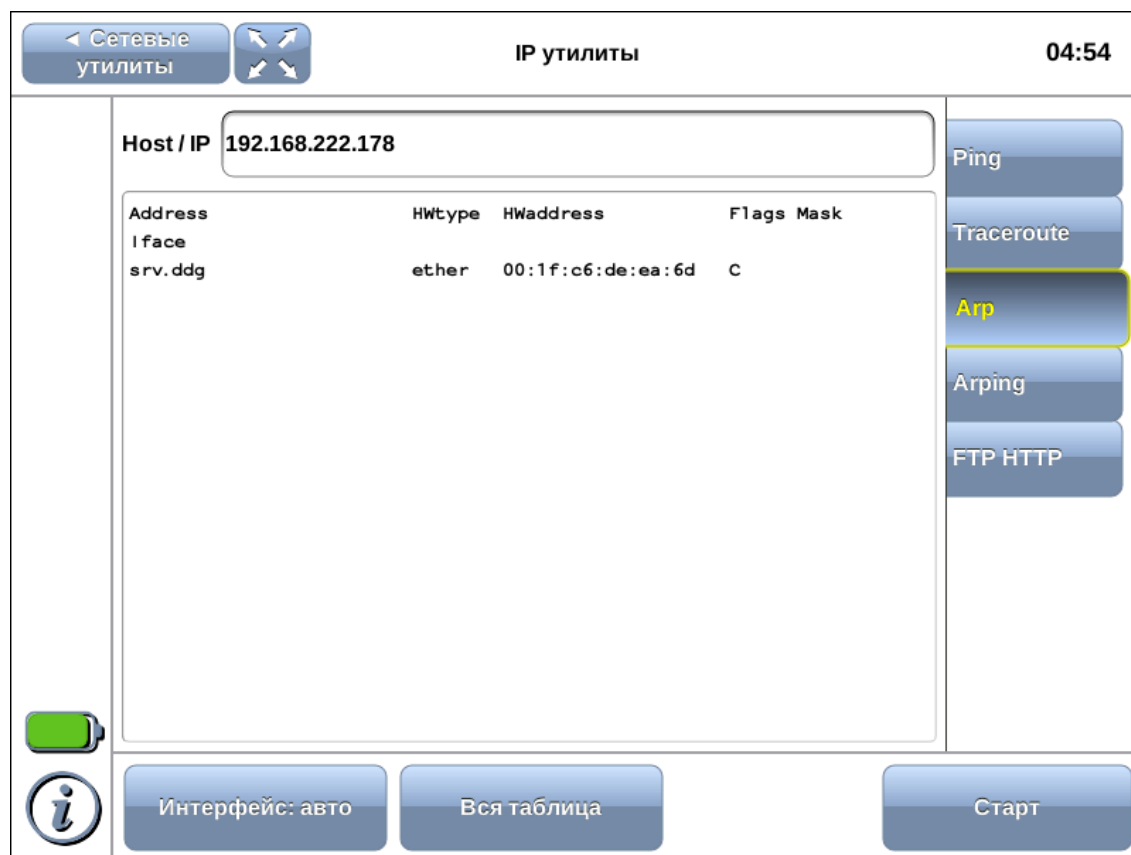 ◄ Сетевые
утилиты
IP утилиты
04:54
Host / IP
192.168.222.178
Address HWtype HWaddress Flags Mask
Iface
srv.ddg ether 00:1f:c6:de:ea:6d C
Ping
Traceroute
Arp
Arping
FTP HTTP
i
Интерфейс: авто
Вся таблица
Старт